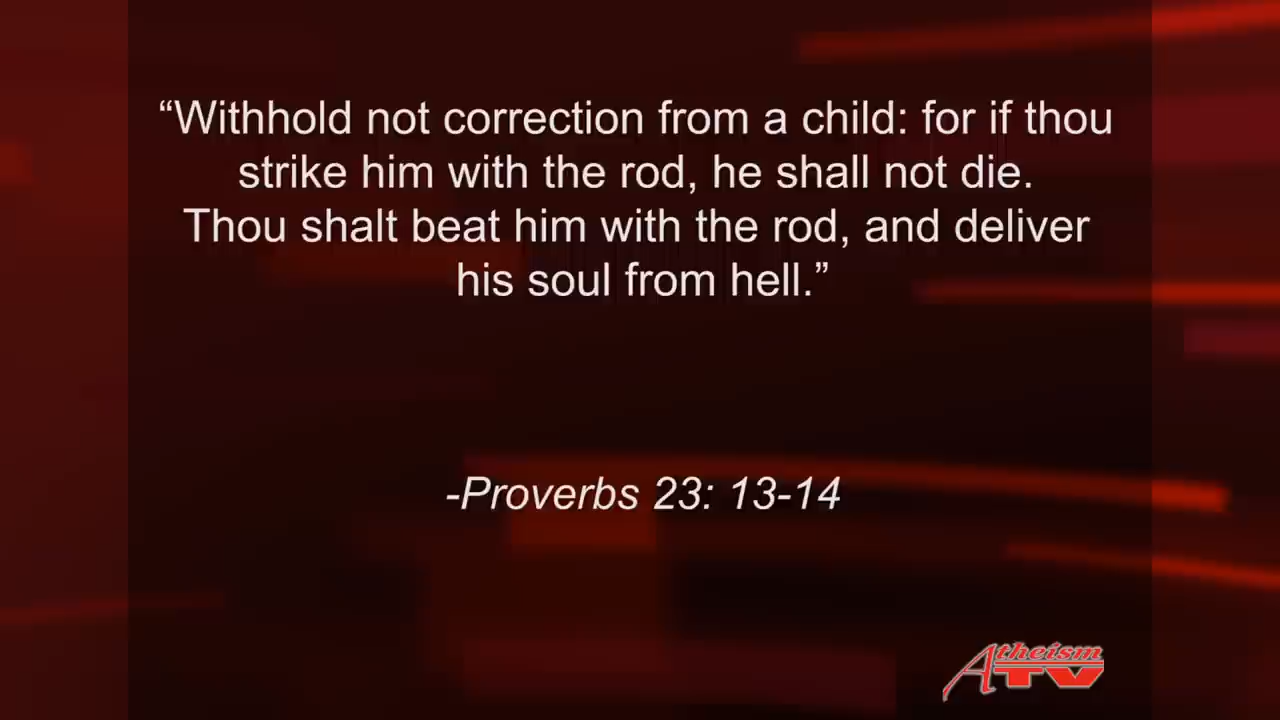 “Withhold not correction from a child: for if thou
strike him with the rod, he shall not die.
Thou shalt beat him with the rod, and deliver
his soul from hell.”
-Proverbs 23: 13-14
Atheism
TV